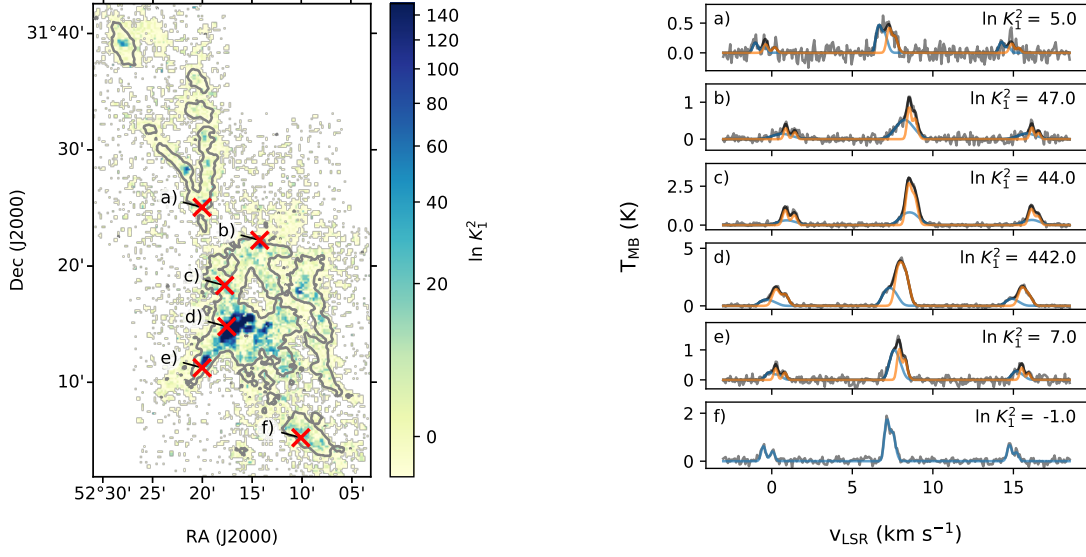 31°40'
30'
20'
10'
52°30'
25'
20'
15'
10'
05'
Dec (J2000)
RA (J2000)
a)
b)
c)
d)
e)
f)
140
120
100
80
60
40
20
0
ln K₁²
a)
ln K₁² = 5.0
0.5
0.0
b)
ln K₁² = 47.0
1
0
c)
ln K₁² = 44.0
2.5
0.0
d)
ln K₁² = 442.0
5
0
e)
ln K₁² = 7.0
1
0
f)
ln K₁² = -1.0
2
0
T_MB (K)
0
5
10
15
v_LSR (km s⁻¹)